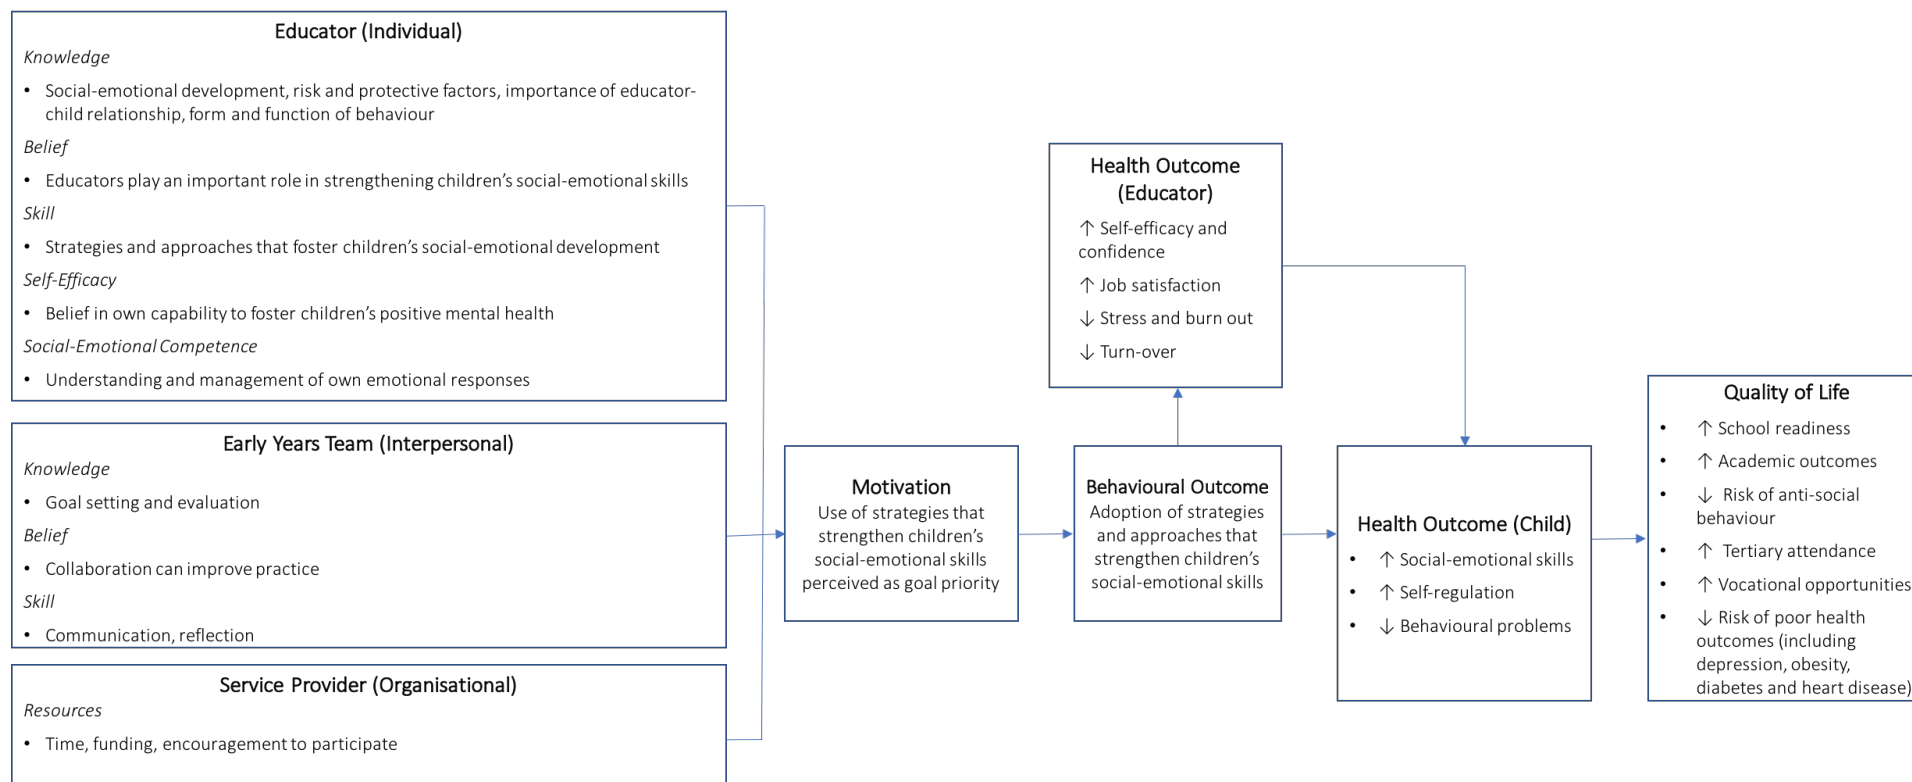 Educator (Individual)
Knowledge
• Social-emotional development, risk and protective factors, importance of educator-
child relationship, form and function of behaviour
Belief
• Educators play an important role in strengthening children's social-emotional skills
Skill
• Strategies and approaches that foster children's social-emotional development
Self-Efficacy
• Belief in own capability to foster children's positive mental health
Social-Emotional Competence
• Understanding and management of own emotional responses
Early Years Team (Interpersonal)
Knowledge
• Goal setting and evaluation
Belief
• Collaboration can improve practice
Skill
• Communication, reflection
Service Provider (Organisational)
Resources
• Time, funding, encouragement to participate
Motivation
Use of strategies that
strengthen children's
social-emotional skills
perceived as goal priority
Behavioural Outcome
Adoption of strategies
and approaches that
strengthen children's
social-emotional skills
Health Outcome
(Educator)
↑ Self-efficacy and
confidence
↑ Job satisfaction
↓ Stress and burn out
↓ Turn-over
Health Outcome (Child)
• ↑ Social-emotional skills
• ↑ Self-regulation
• ↓ Behavioural problems
Quality of Life
• ↑ School readiness
• ↑ Academic outcomes
• ↓ Risk of anti-social
behaviour
• ↑ Tertiary attendance
• ↑ Vocational opportunities
• ↓ Risk of poor health
outcomes (including
depression, obesity,
diabetes and heart disease)